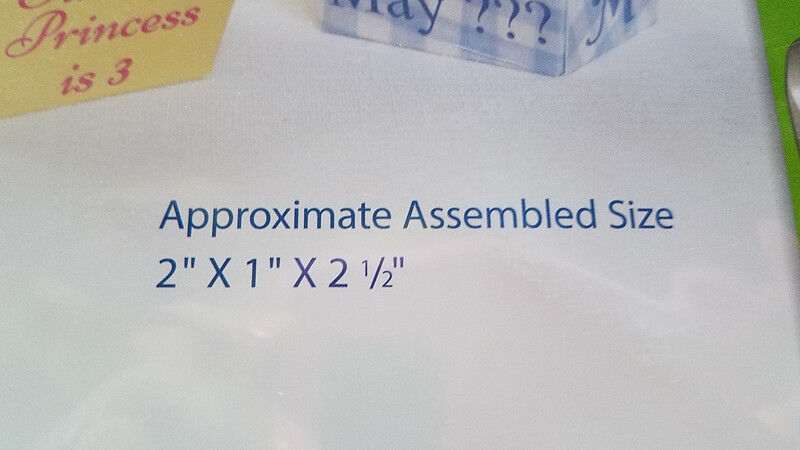 Princess
is 3
May ???
M
Approximate Assembled Size
2" X 1" X 2 1/2"